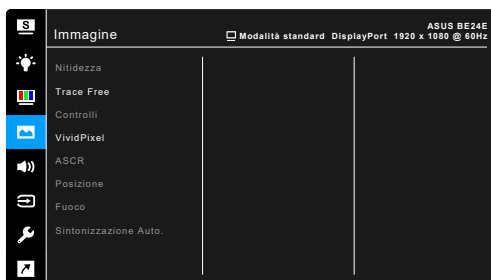 S
ASUS BE24E
Immagine
Modalità standard DisplayPort 1920 x 1080 @ 60Hz
Nitidezza
Trace Free
Controlli
VividPixel
ASCR
Posizione
Fuoco
Sintonizzazione Auto.